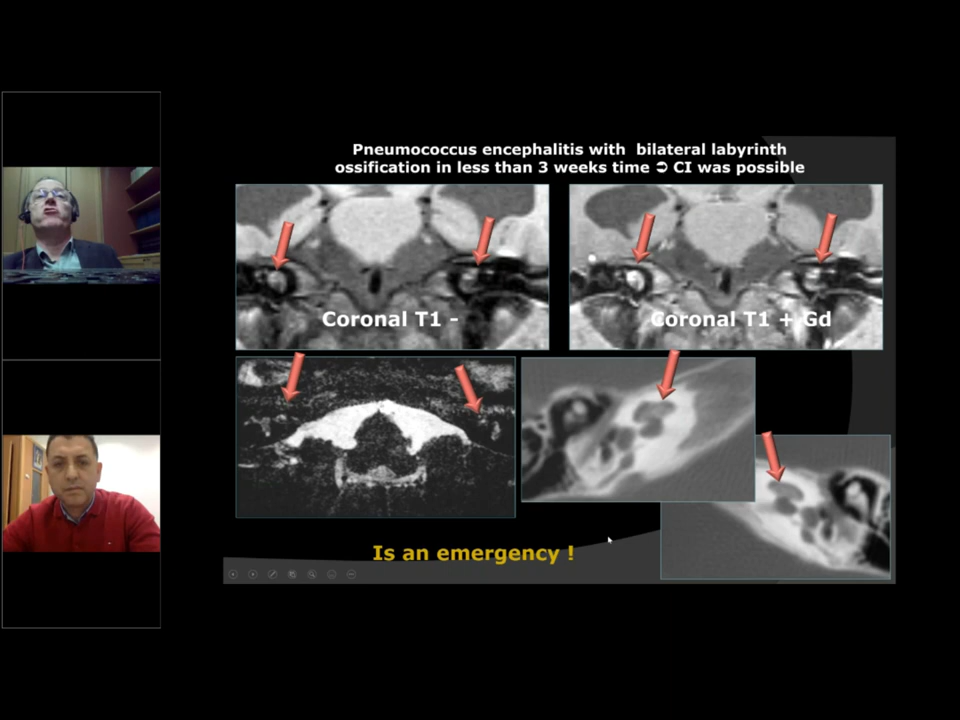 Pneumococcus encephalitis with bilateral labyrinth
ossification in less than 3 weeks time ➲ CI was possible
Coronal T1 -
Coronal T1 + Gd
Is an emergency !